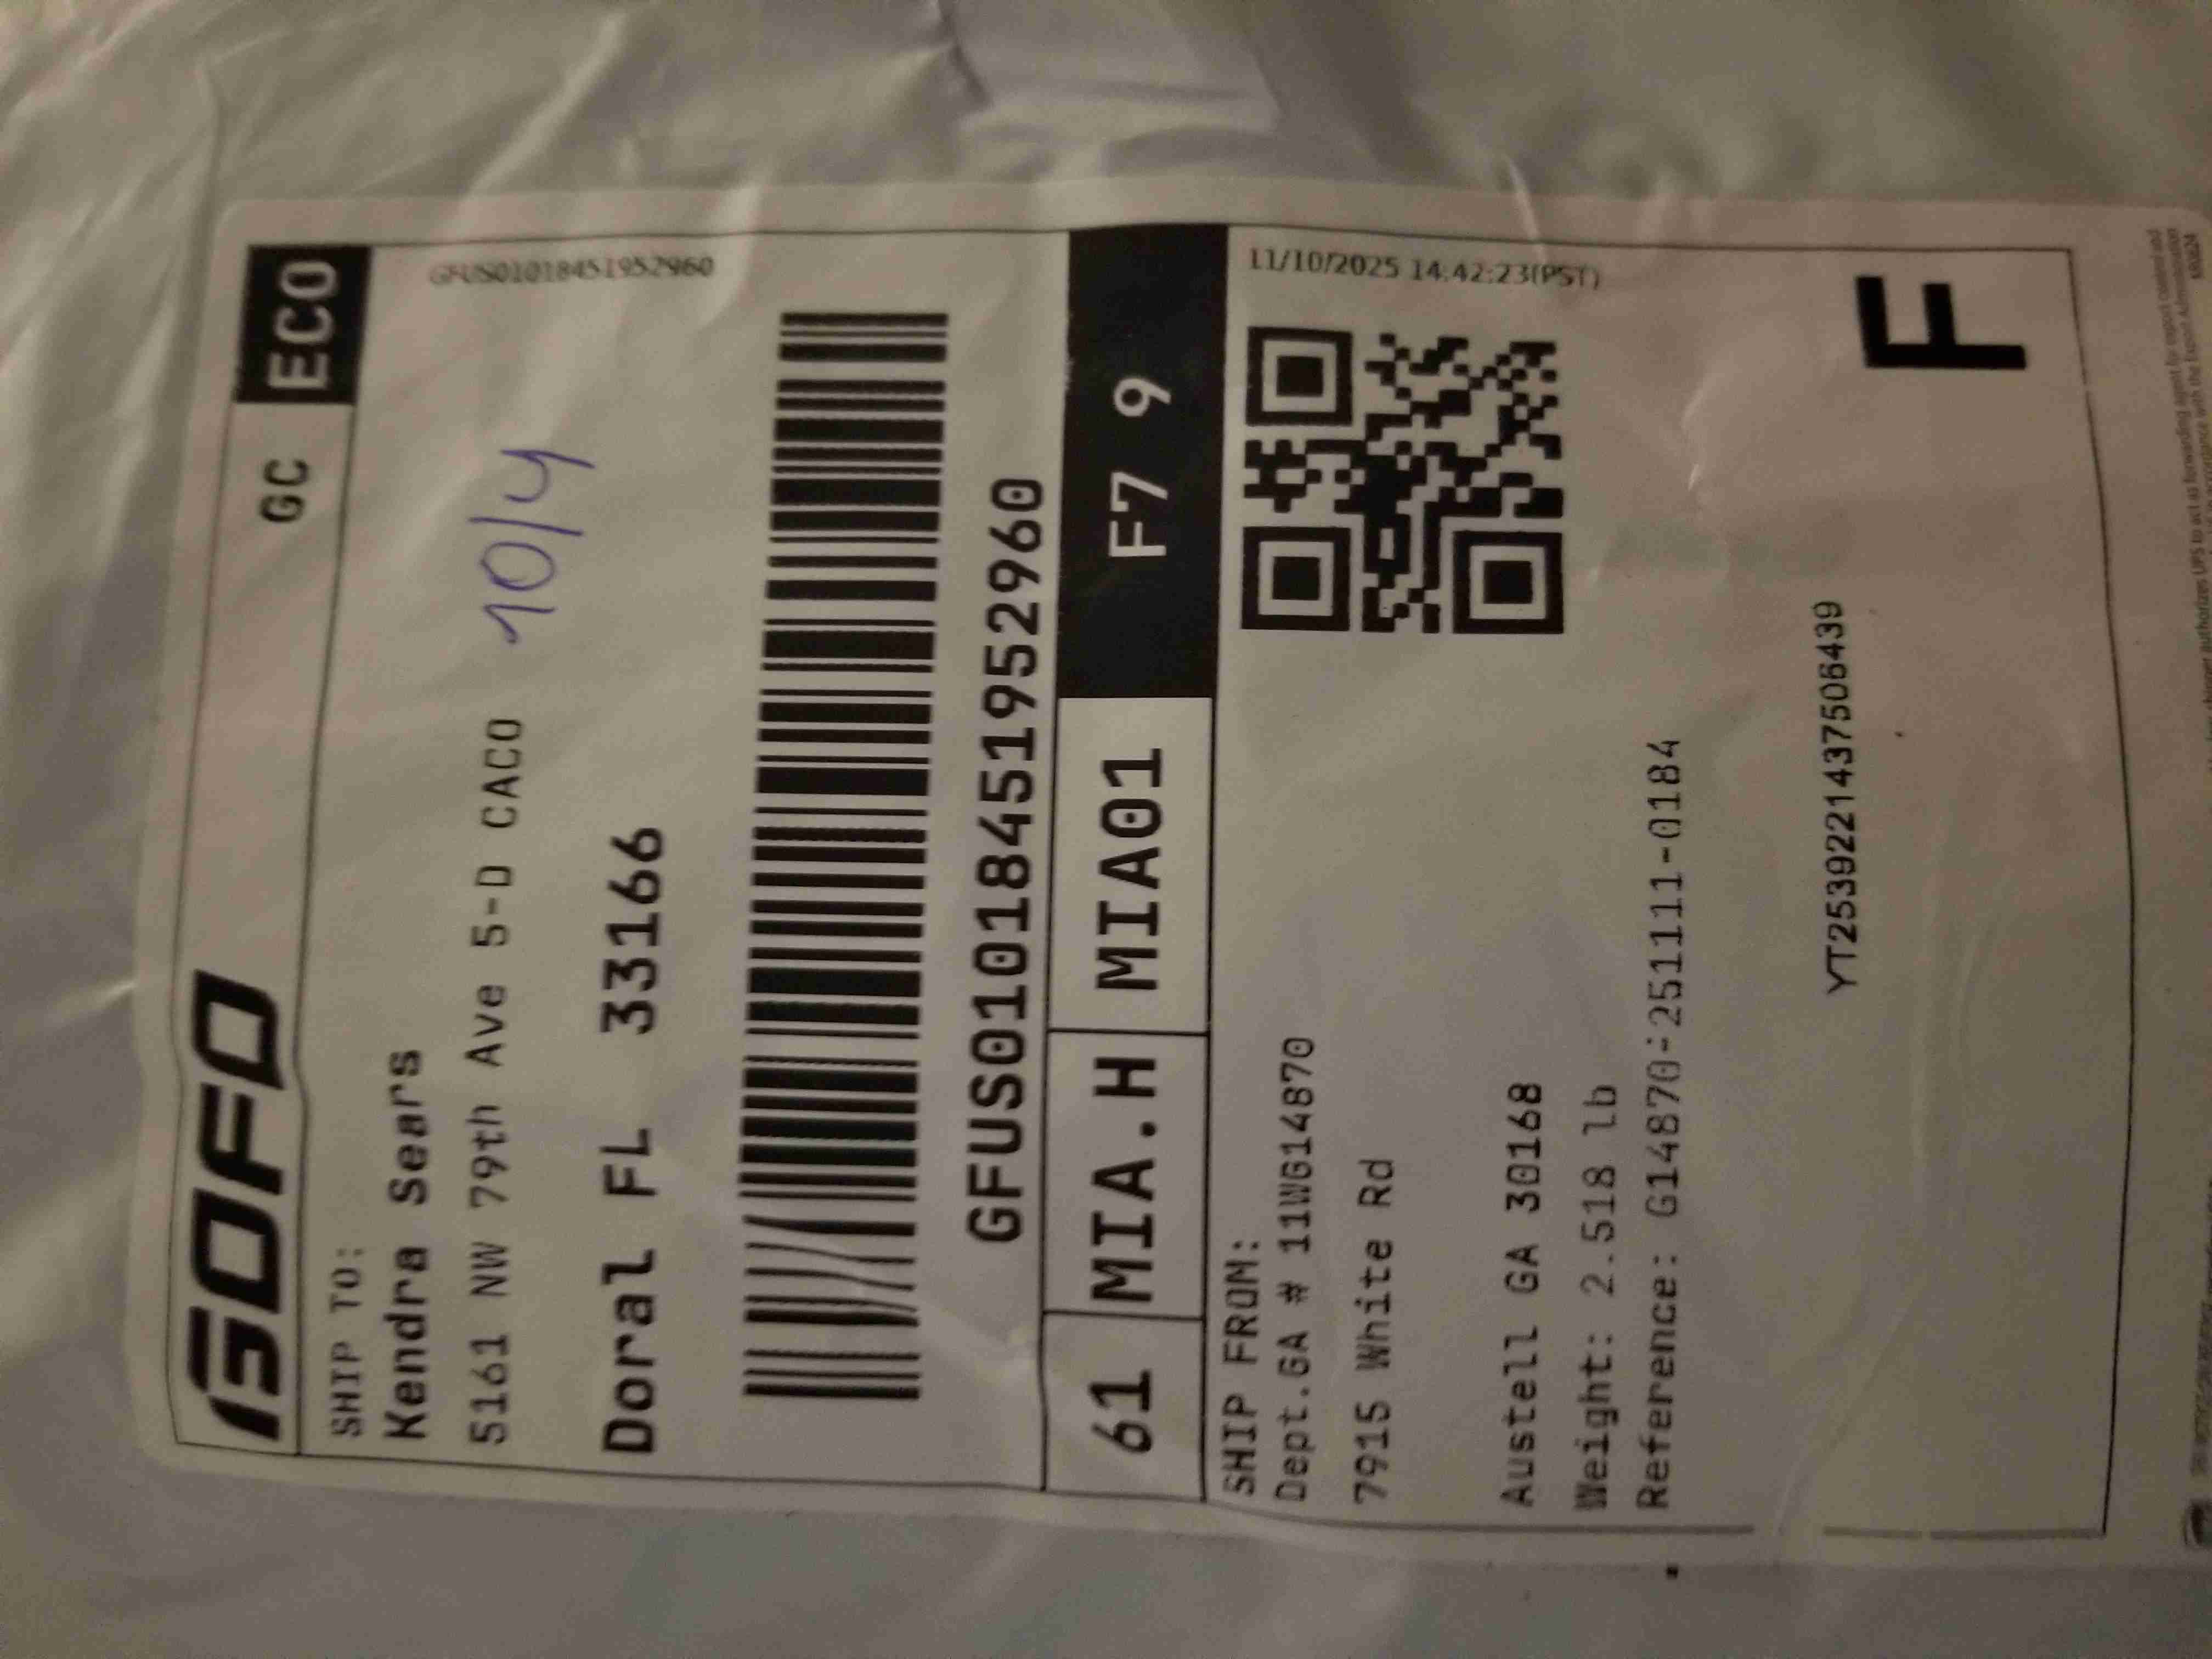 GOFO
GC ECO
SHIP TO:
GFUS01018451952960
Kendra Sears
5161 NW 79th Ave 5-D CACO 10/4
Doral FL 33166
GFUS01018451952960
61 MIA.H MIA01 F7 9
SHIP FROM:
11/10/2025 14:42:23(PST)
Dept.GA # 11WG14870
7915 White Rd
Austell GA 30168
Weight: 2.518 lb
Reference: G14870-251111-0184
YT2539221437506439
F